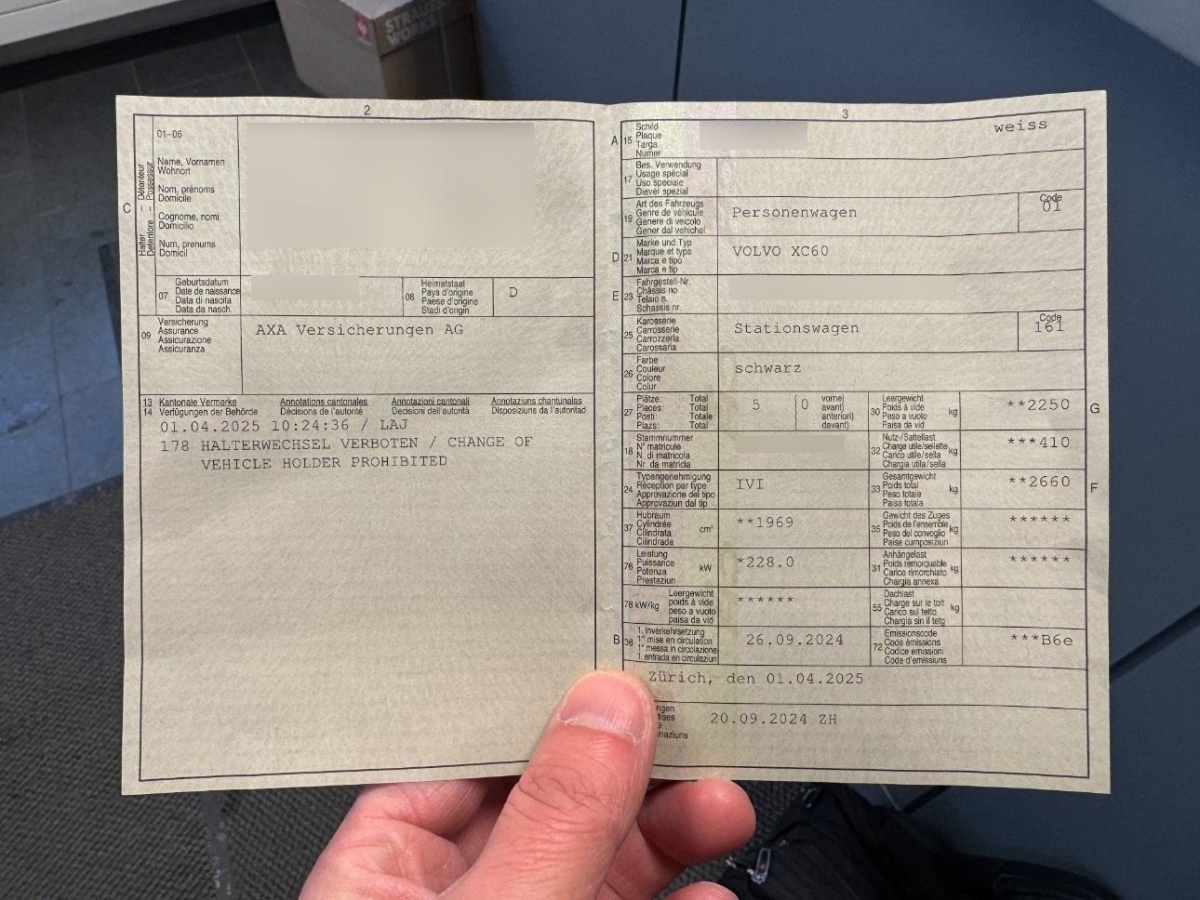 STRAUSS
WORK
2
01-06
Name, Vornamen
Wohnort
Nom, prénoms
Domicile
Cognome, nomi
Domicilio
Num, prenums
Domicil
C
Halter – Détenteur
Detentore – Possessur
07
Geburtsdatum
Date de naissance
Data di nascita
Data da nasch.
08
Heimatstaat
Pays d'origine
Paese d'origine
Stadi d'origin
D
09
Versicherung
Assurance
Assicurazione
Assicuranza
AXA Versicherungen AG
13 Kantonale Vermerke Annotations cantonales Annotazioni cantonali Annotaziuns chantunales
14 Verfügungen der Behörde Décisions de l'autorité Decisioni dell'autorità Disposiziuns da l'autoritad
01.04.2025 10:24:36 / LAJ
178 HALTERWECHSEL VERBOTEN / CHANGE OF
VEHICLE HOLDER PROHIBITED
3
A
15
Schild
Plaque
Targa
Numer
weiss
17
Bes. Verwendung
Usage spécial
Uso speciale
Diever spezial
19
Art des Fahrzeugs
Genre de véhicule
Genere di veicolo
Gener dal vehichel
Personenwagen
Code
01
D
21
Marke und Typ
Marque et type
Marca e tipo
Marca e tip
VOLVO XC60
E
23
Fahrgestell-Nr.
Châssis no
Telaio n.
Schassis nr.
25
Karosserie
Carrosserie
Carrozzeria
Carossaria
Stationswagen
Code
161
26
Farbe
Couleur
Colore
Colur
schwarz
27
Plätze: Total
Places Total
Posti: Totale
Plazs: Total
5
0
vorne
avant)
anteriori)
davant)
30
Leergewicht
Poids à vide
Peso a vuoto
Paisa da vid
kg
**2250
G
18
Stammnummer
N° matricule
N. di matricola
Nr. da matricla
32
Nutz-/Sattellast
Charge utile/sellette
Carico utile/sella
Chargia utila/sella
kg
***410
24
Typengenehmigung
Réception par type
Approvazione del tipo
Approvaziun dal tip
IVI
33
Gesamtgewicht
Poids total
Peso totale
Paisa totala
kg
**2660
F
37
Hubraum
Cylindrée
Cilindrata
Cilindrada
cm³
**1969
35
Gewicht des Zuges
Poids de l'ensemble
Peso del convoglio
Paisa cumposiziun
kg
******
76
Leistung
Puissance
Potenza
Prestaziun
kW
*228.0
31
Anhängelast
Poids remorquable
Carico rimorchiato
Chargia annexa
kg
******
78 kW/kg
Leergewicht
poids à vide
peso a vuoto
paisa da vid
******
55
Dachlast
Charge sur le toit
Carico sul tetto
Chargia sin il tetg
kg
B
36
1. Inverkehrsetzung
1re mise en circulation
1a messa in circolazione
1. entrada en circulaziun
26.09.2024
72
Emissionscode
Code émissions
Codice emissioni
Code d'emissiuns
***B6e
Zürich, den 01.04.2025
20.09.2024 ZH